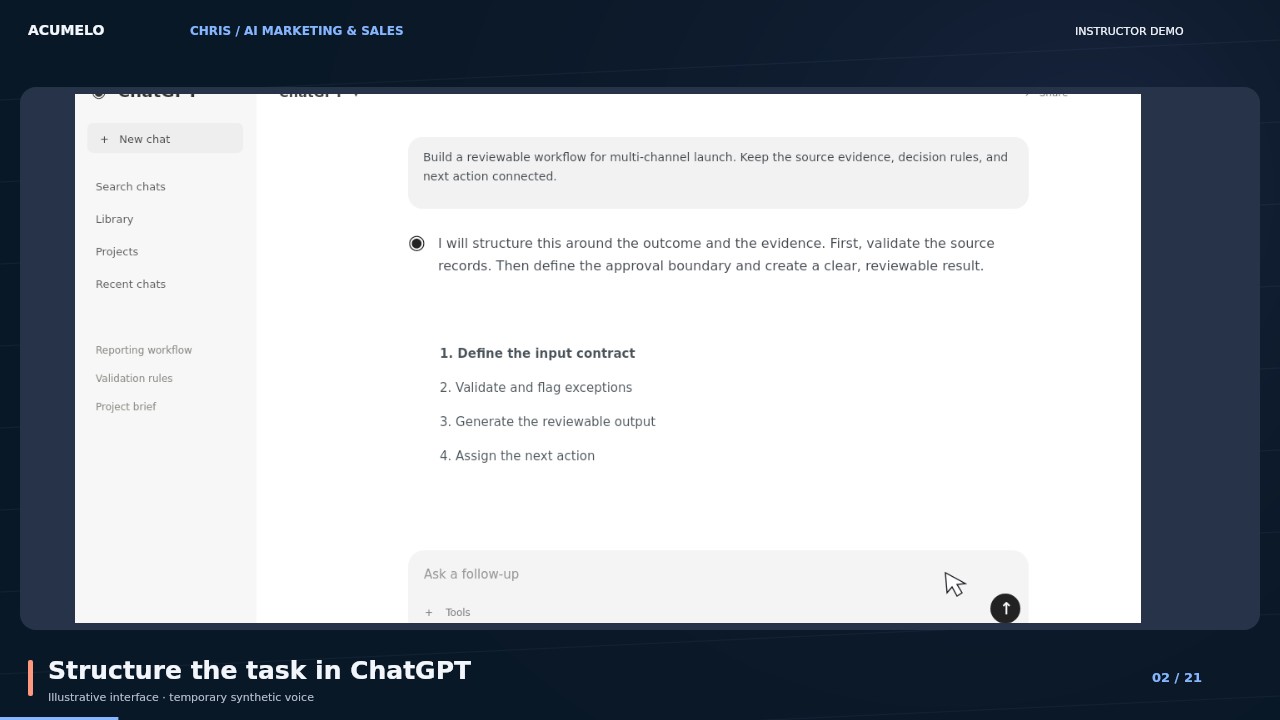 ACUMELO
CHRIS / AI MARKETING & SALES
INSTRUCTOR DEMO
ChatGPT
ChatGPT
Share
+ New chat
Search chats
Library
Projects
Recent chats
Reporting workflow
Validation rules
Project brief
Build a reviewable workflow for multi-channel launch. Keep the source evidence, decision rules, and
next action connected.
I will structure this around the outcome and the evidence. First, validate the source
records. Then define the approval boundary and create a clear, reviewable result.
1. Define the input contract
2. Validate and flag exceptions
3. Generate the reviewable output
4. Assign the next action
Ask a follow-up
+ Tools
Structure the task in ChatGPT
Illustrative interface · temporary synthetic voice
02 / 21